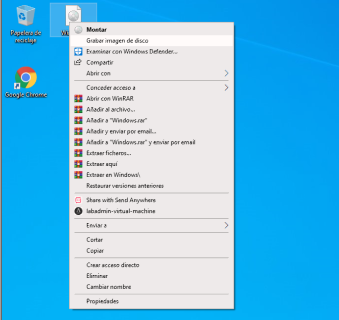 Papelera de
reciclaje
Google Chrome
Montar
Grabar imagen de disco
Examinar con Windows Defender...
Compartir
Abrir con
Conceder acceso a
Abrir con WinRAR
Añadir al archivo...
Añadir a "Windows.rar"
Añadir y enviar por email...
Añadir a "Windows.rar" y enviar por email
Extraer ficheros...
Extraer aquí
Extraer en Windows\
Restaurar versiones anteriores
Share with Send Anywhere
labadmin-virtual-machine
Enviar a
Cortar
Copiar
Crear acceso directo
Eliminar
Cambiar nombre
Propiedades